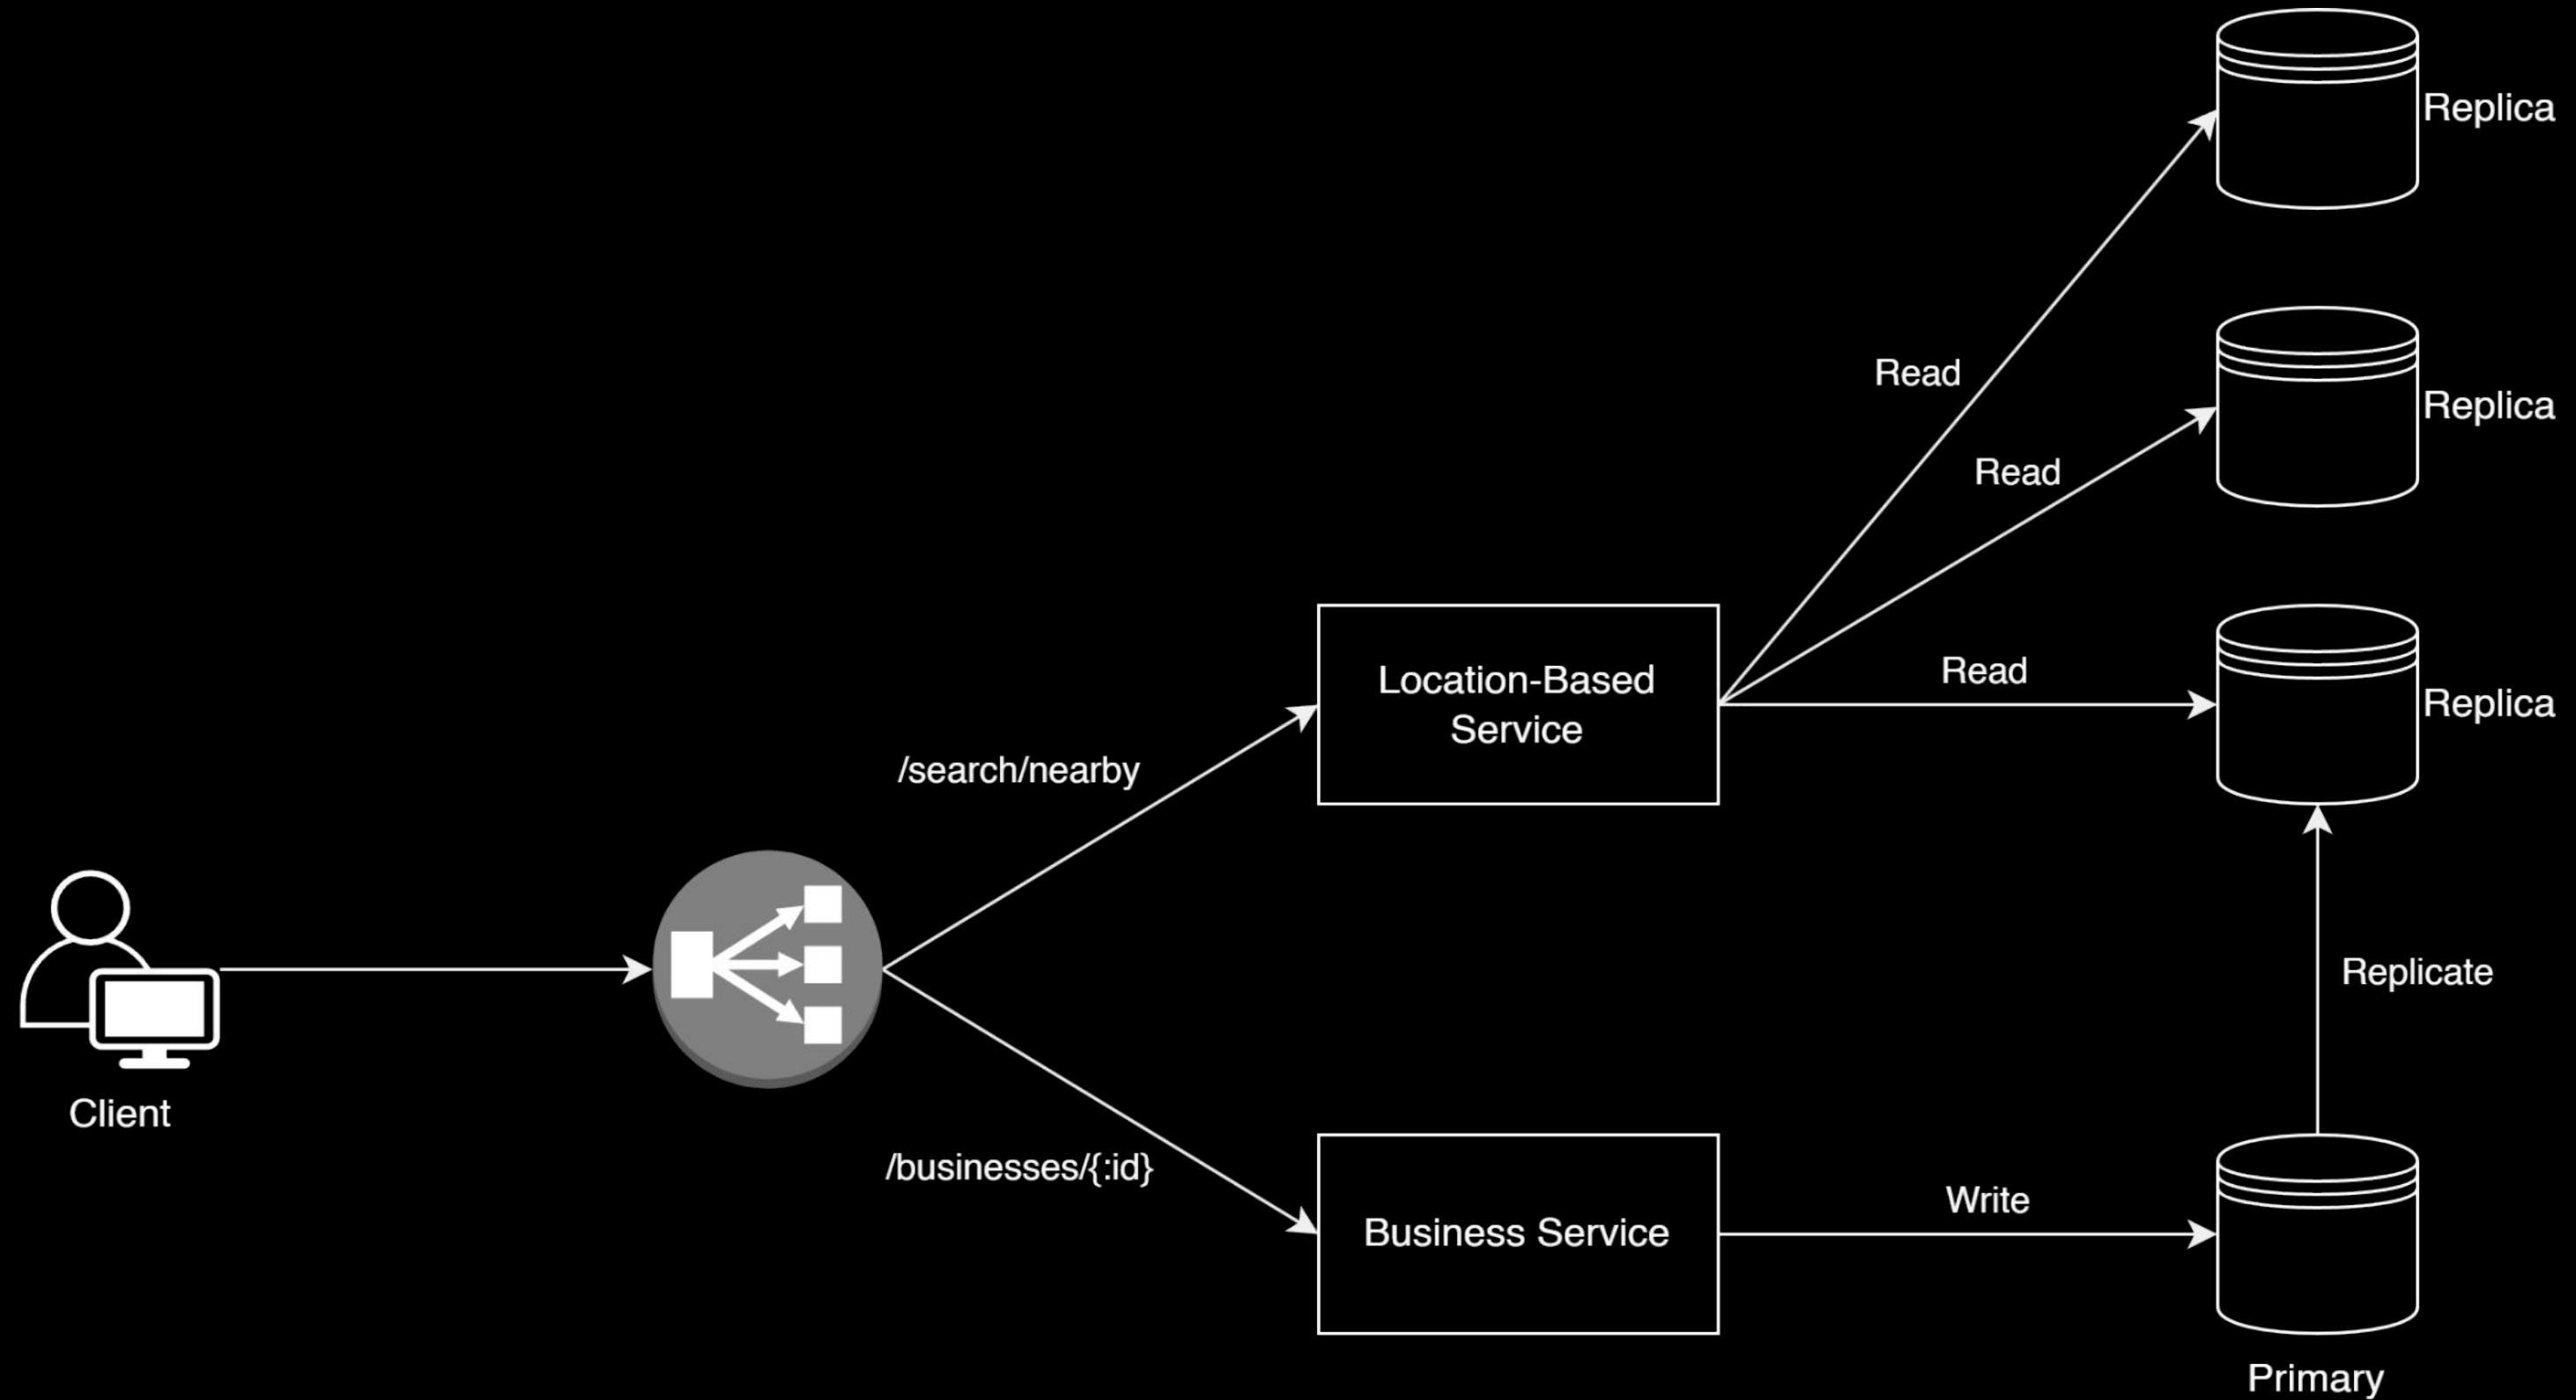 Replica
Read
Replica
Read
Location-Based
Service
Read
Replica
/search/nearby
Replicate
Client
/businesses/{:id}
Business Service
Write
Primary